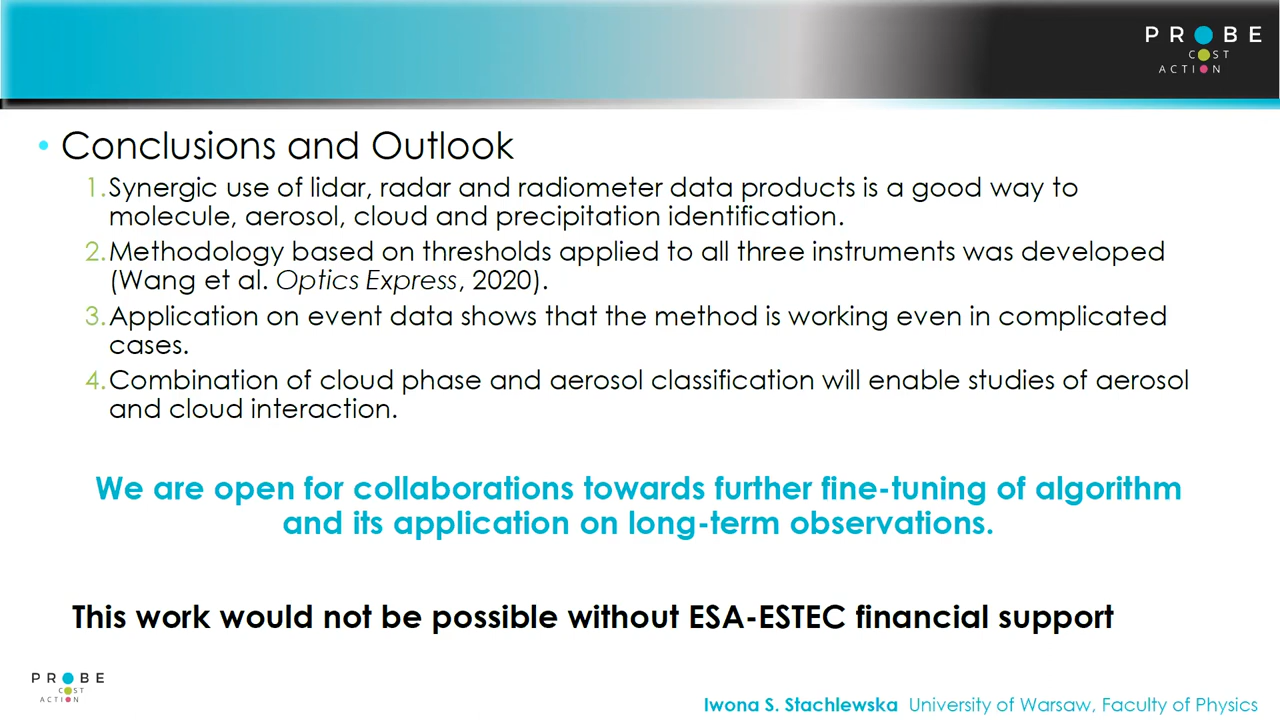 PROBE
COST
ACTION
• Conclusions and Outlook
1. Synergic use of lidar, radar and radiometer data products is a good way to
molecule, aerosol, cloud and precipitation identification.
2. Methodology based on thresholds applied to all three instruments was developed
(Wang et al. Optics Express, 2020).
3. Application on event data shows that the method is working even in complicated
cases.
4. Combination of cloud phase and aerosol classification will enable studies of aerosol
and cloud interaction.
We are open for collaborations towards further fine-tuning of algorithm
and its application on long-term observations.
This work would not be possible without ESA-ESTEC financial support
PROBE
COST
ACTION
Iwona S. Stachlewska University of Warsaw, Faculty of Physics